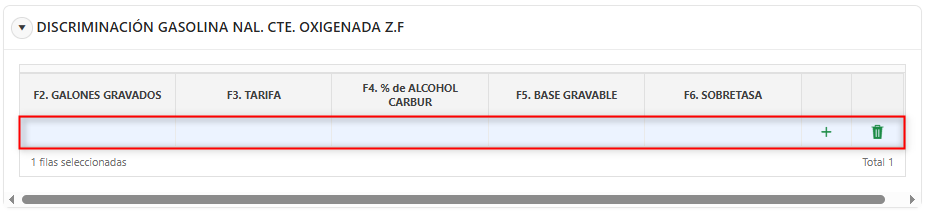 DISCRIMINACIÓN GASOLINA NAL. CTE. OXIGENADA Z.F
F2. GALONES GRAVADOS F3. TARIFA F4. % de ALCOHOL CARBUR F5. BASE GRAVABLE F6. SOBRETASA
1 filas seleccionadas Total 1